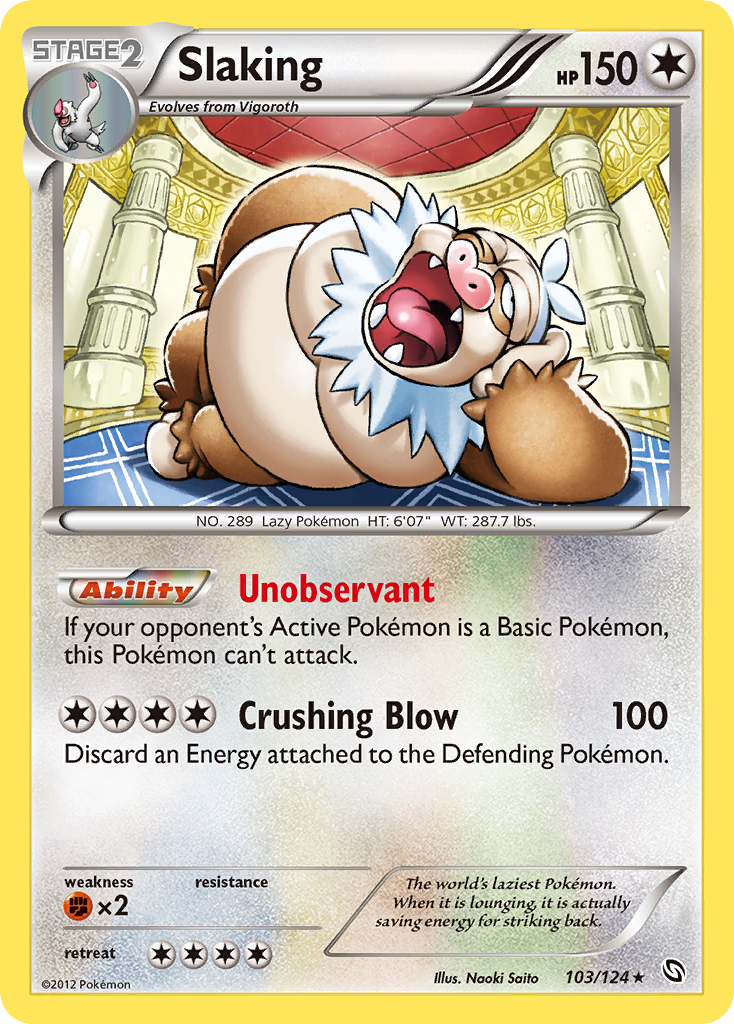 STAGE2
Slaking
HP150
Evolves from Vigoroth
NO. 289 Lazy Pokémon HT: 6'07" WT: 287.7 lbs.
Ability Unobservant
If your opponent's Active Pokémon is a Basic Pokémon,
this Pokémon can't attack.
Crushing Blow 100
Discard an Energy attached to the Defending Pokémon.
weakness resistance
×2
The world's laziest Pokémon.
When it is lounging, it is actually
saving energy for striking back.
retreat
©2012 Pokémon
Illus. Naoki Saito 103/124★